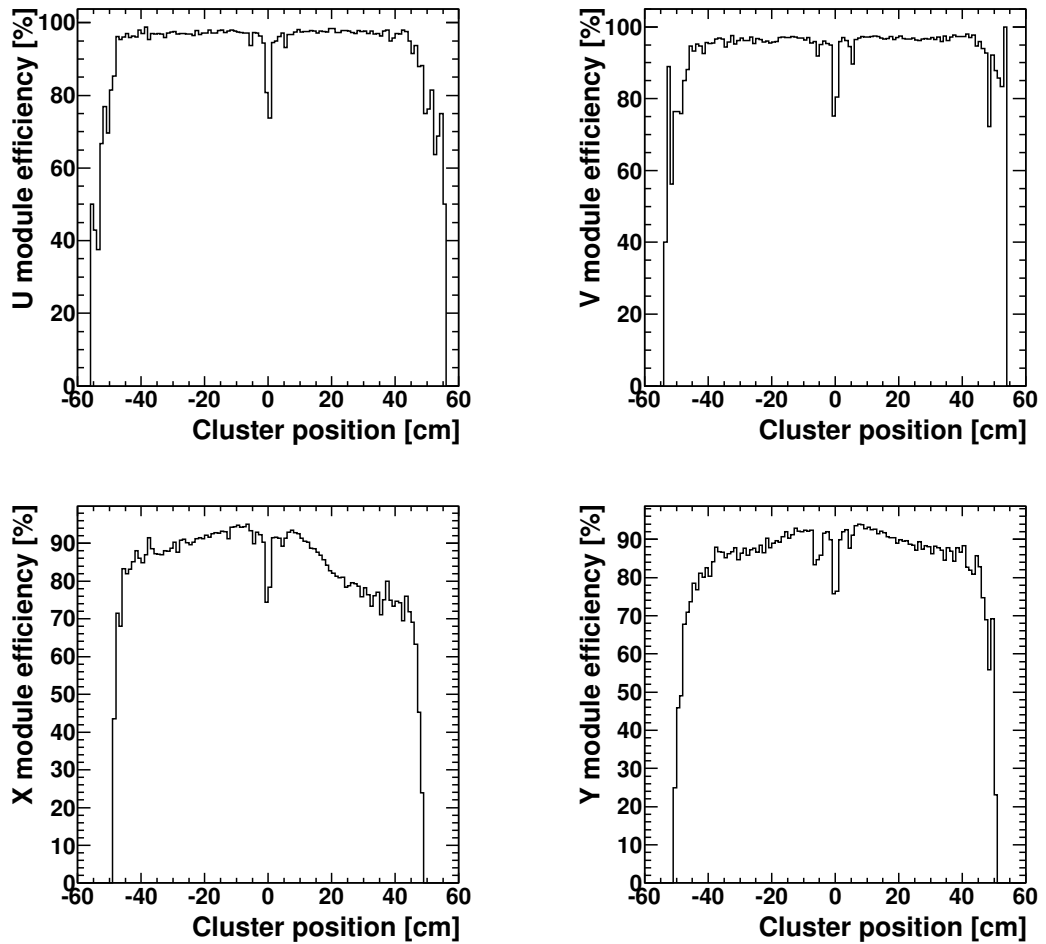 U module efficiency [%]
100
80
60
40
20
0
-60 -40 -20 0 20 40 60
Cluster position [cm]
V module efficiency [%]
100
80
60
40
20
0
-60 -40 -20 0 20 40 60
Cluster position [cm]
X module efficiency [%]
90
80
70
60
50
40
30
20
10
0
-60 -40 -20 0 20 40 60
Cluster position [cm]
Y module efficiency [%]
90
80
70
60
50
40
30
20
10
0
-60 -40 -20 0 20 40 60
Cluster position [cm]